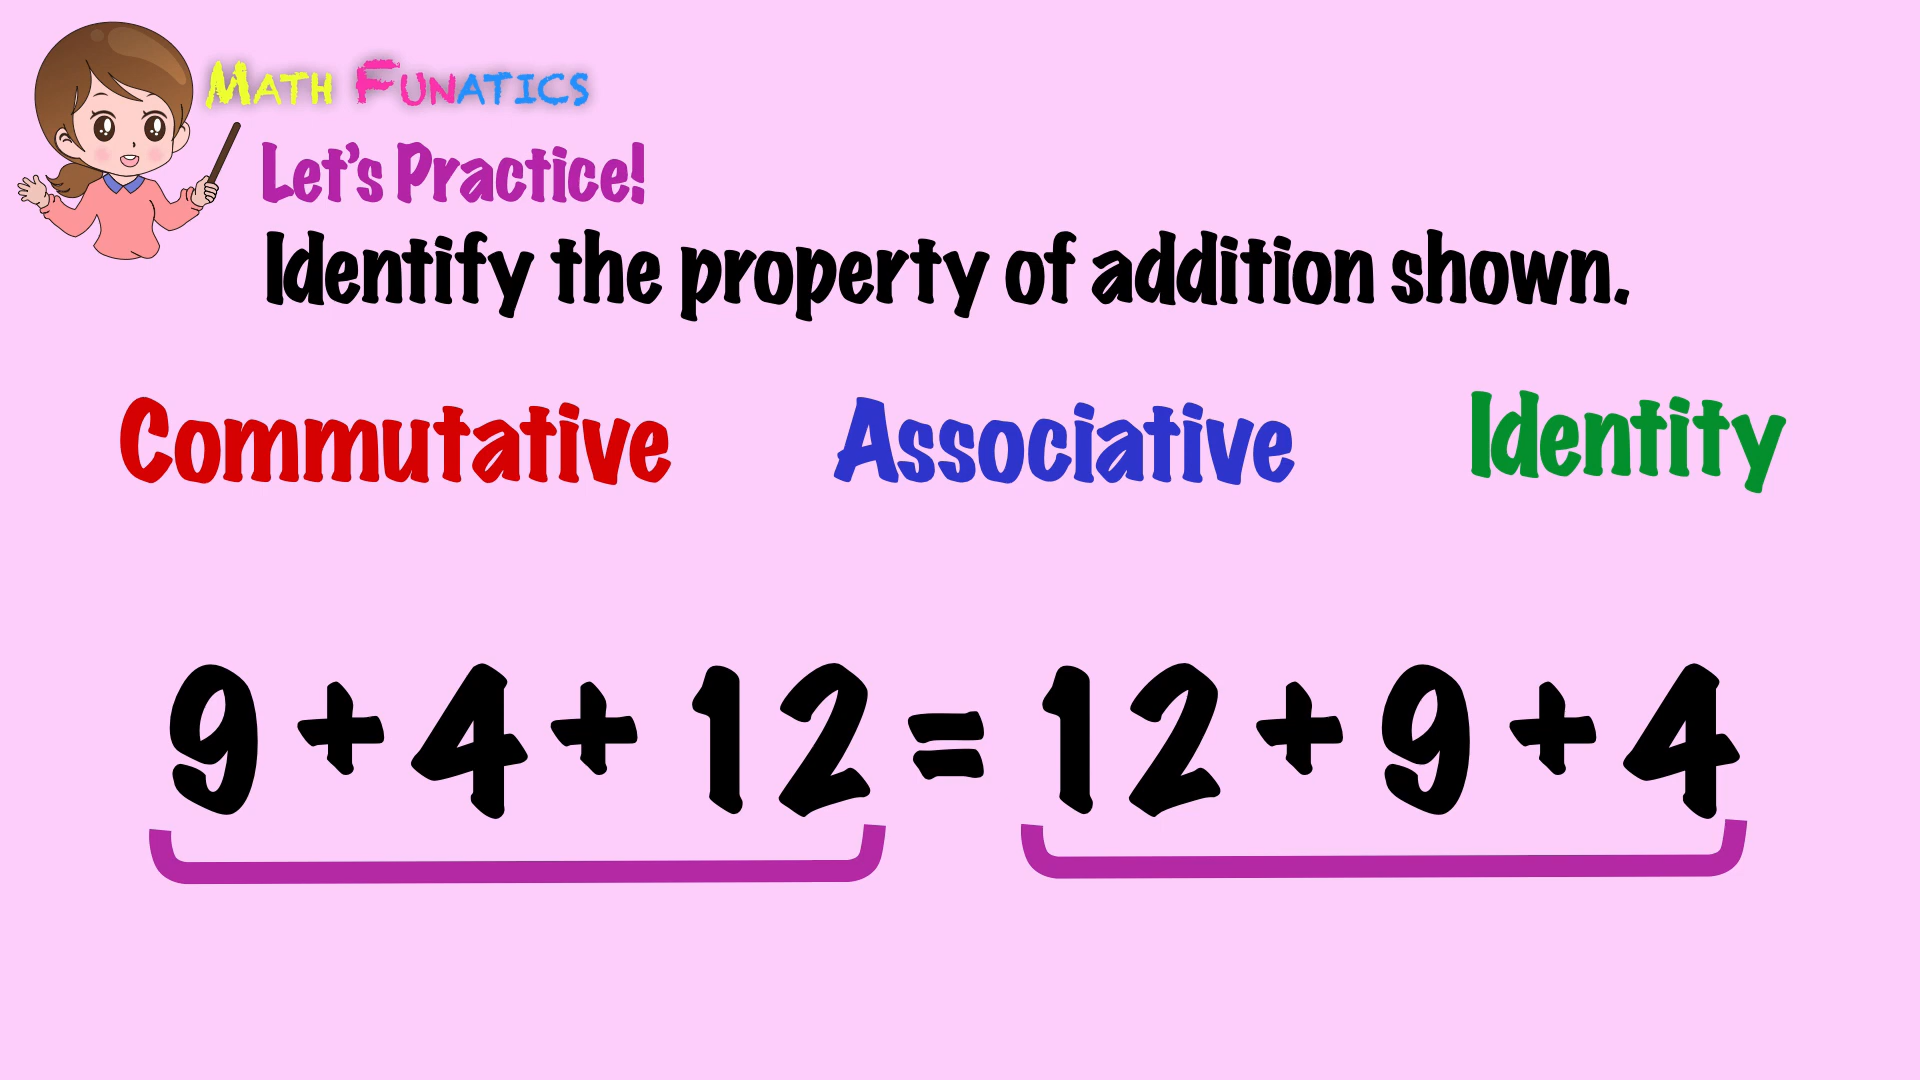 MATH FUNATICS
Let's Practice!
Identify the property of addition shown.
Commutative Associative Identity
9 + 4 + 12 = 12 + 9 + 4